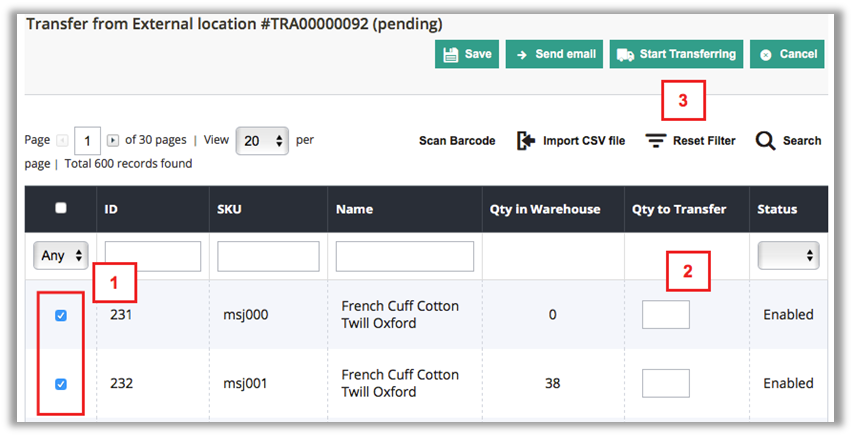 Transfer from External location #TRA00000092 (pending)
Save
Send email
Start Transferring
Cancel
3
Page 1 of 30 pages | View 20 per
page | Total 600 records found
Scan Barcode
Import CSV file
Reset Filter
Search
ID SKU Name Qty in Warehouse Qty to Transfer Status
Any
1
2
231 msj000 French Cuff Cotton 0 Enabled
Twill Oxford
232 msj001 French Cuff Cotton 38 Enabled
Twill Oxford